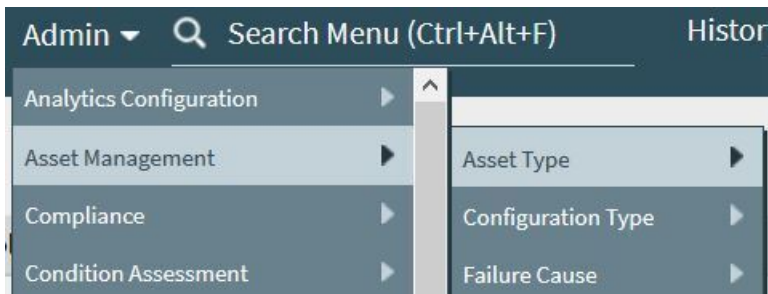 Admin Search Menu (Ctrl+Alt+F) Histor
Analytics Configuration
Asset Management Asset Type
Compliance Configuration Type
Condition Assessment Failure Cause